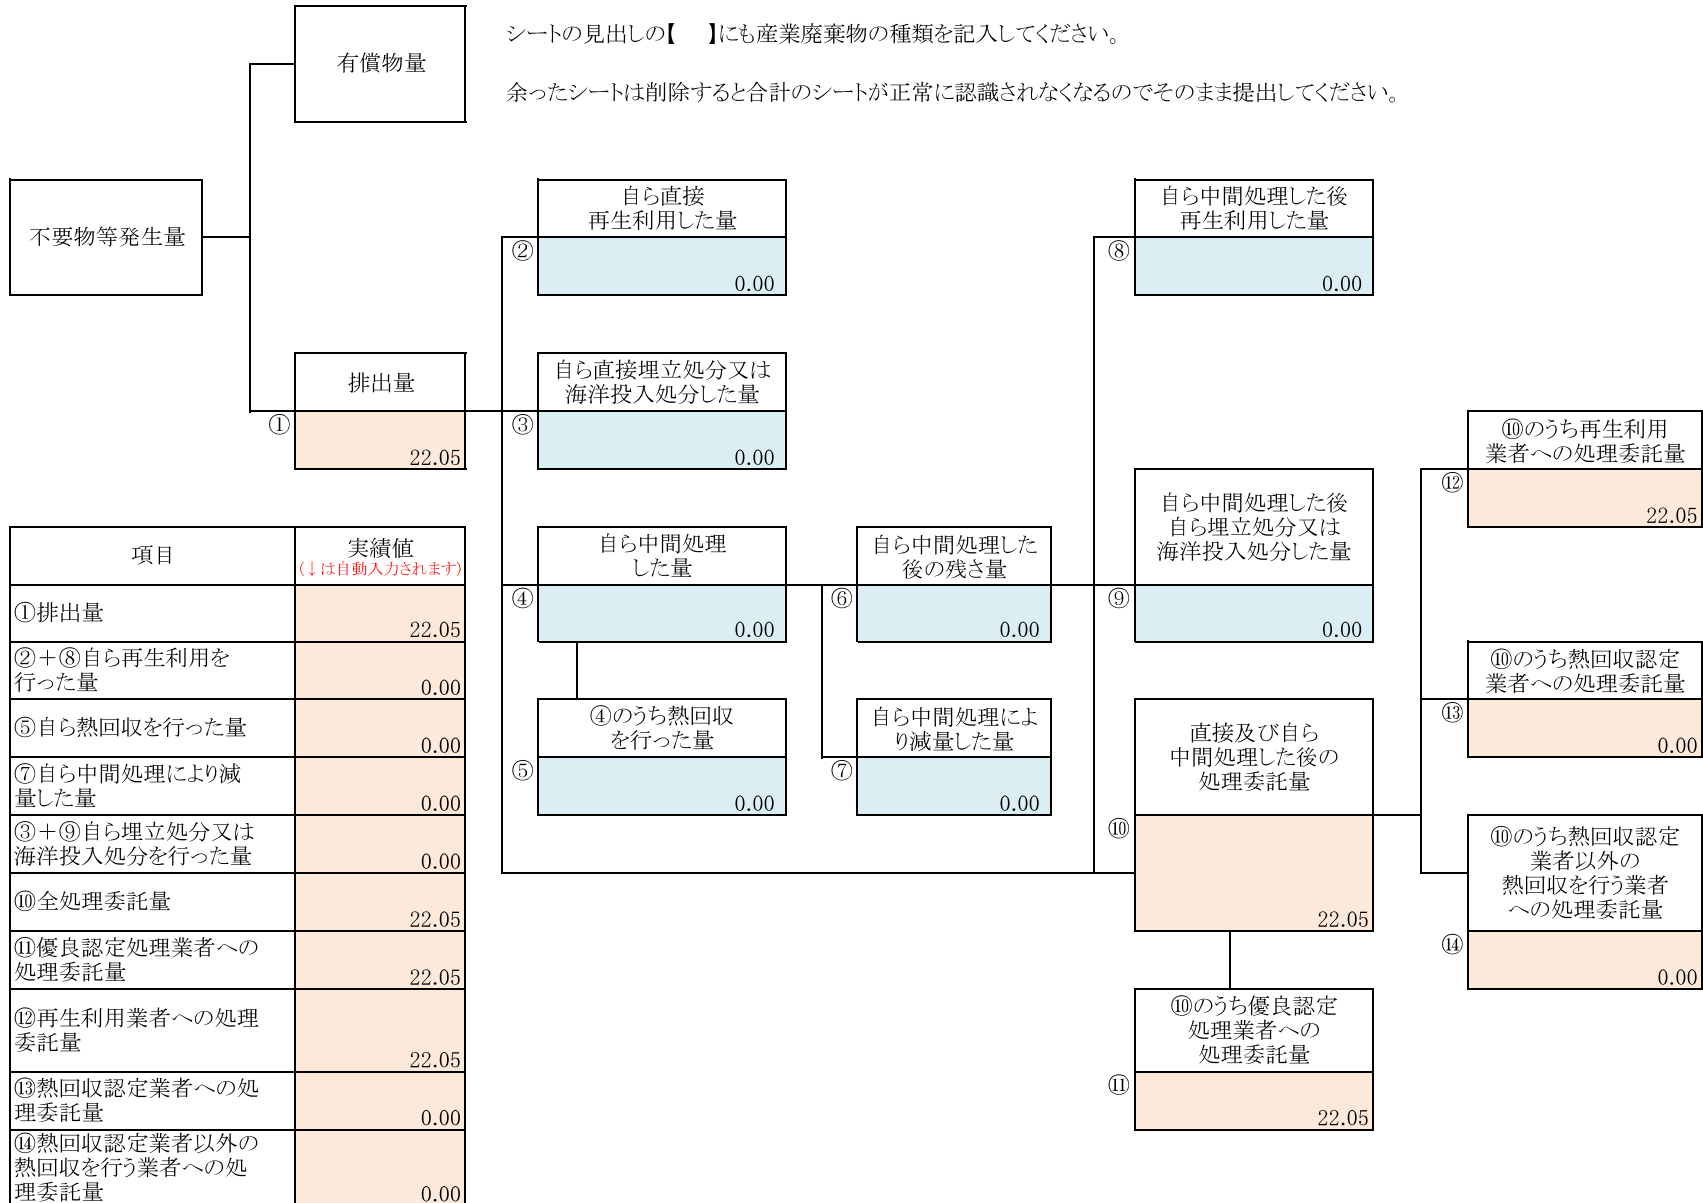 シートの見出しの【　】にも産業廃棄物の種類を記入してください。
余ったシートは削除すると合計のシートが正常に認識されなくなるのでそのまま提出してください。
有償物量
不要物等発生量
排出量
①
22.05
自ら直接
再生利用した量
②
0.00
自ら直接埋立処分又は
海洋投入処分した量
③
0.00
自ら中間処理
した量
④
0.00
④のうち熱回収
を行った量
⑤
0.00
自ら中間処理した
後の残さ量
⑥
0.00
自ら中間処理によ
り減量した量
⑦
0.00
自ら中間処理した後
再生利用した量
⑧
0.00
自ら中間処理した後
自ら埋立処分又は
海洋投入処分した量
⑨
0.00
直接及び自ら
中間処理した後の
処理委託量
⑩
22.05
⑩のうち優良認定
処理業者への
処理委託量
⑪
22.05
⑩のうち再生利用
業者への処理委託量
⑫
22.05
⑩のうち熱回収認定
業者への処理委託量
⑬
0.00
⑩のうち熱回収認定
業者以外の
熱回収を行う業者
への処理委託量
⑭
0.00
項目
実績値
(↓は自動入力されます)
①排出量
22.05
②＋⑧自ら再生利用を
行った量
0.00
⑤自ら熱回収を行った量
0.00
⑦自ら中間処理により減
量した量
0.00
③＋⑨自ら埋立処分又は
海洋投入処分を行った量
0.00
⑩全処理委託量
22.05
⑪優良認定処理業者への
処理委託量
22.05
⑫再生利用業者への処理
委託量
22.05
⑬熱回収認定業者への処
理委託量
0.00
⑭熱回収認定業者以外の
熱回収を行う業者への処
理委託量
0.00